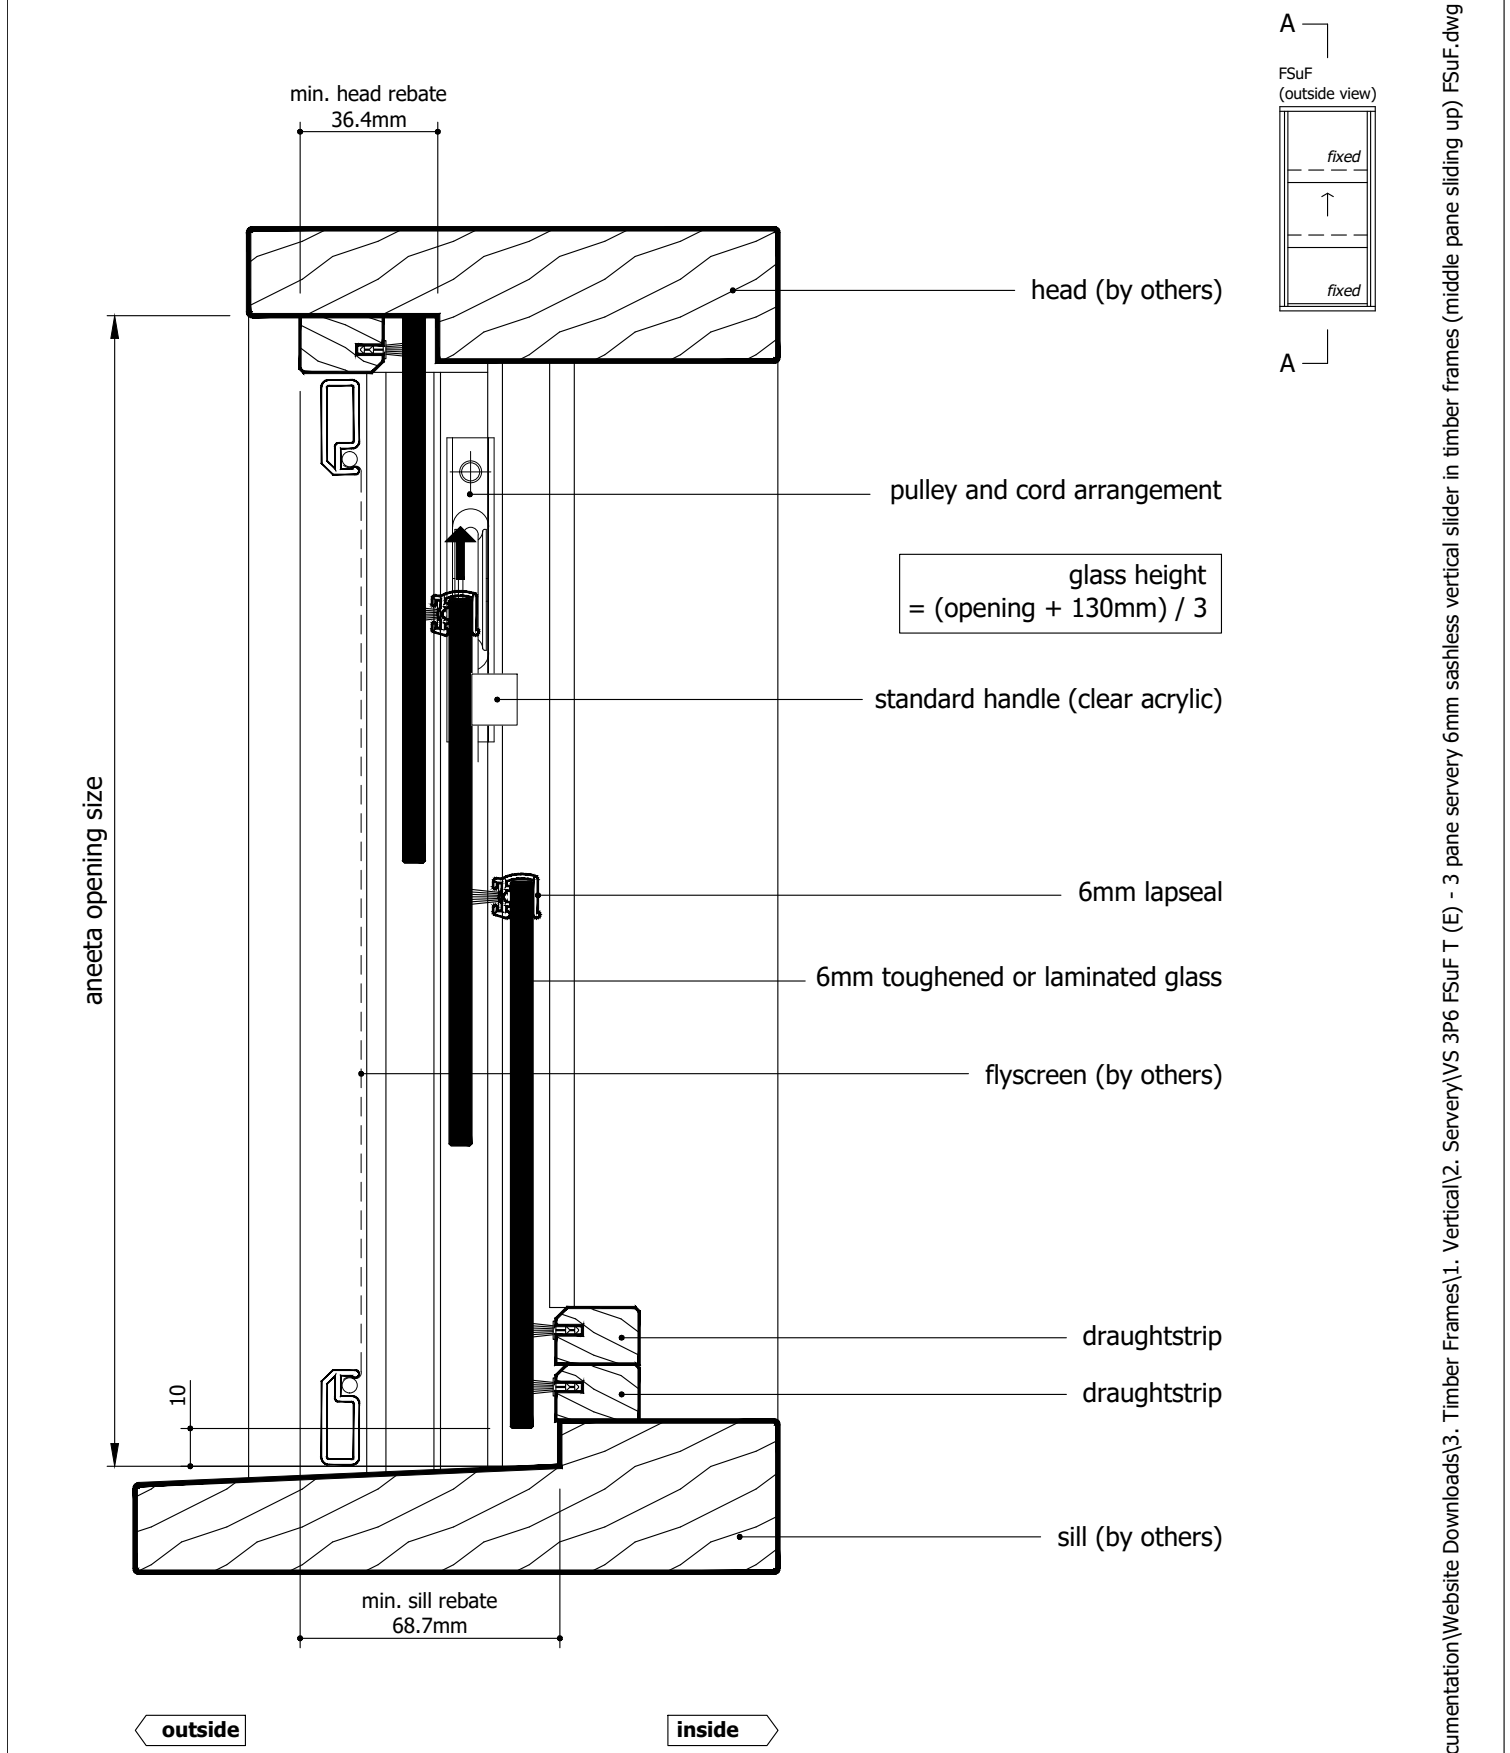 A
FSuF
(outside view)
fixed
fixed
A
min. head rebate
36.4mm
head (by others)
pulley and cord arrangement
glass height
= (opening + 130mm) / 3
standard handle (clear acrylic)
aneeta opening size
6mm lapseal
6mm toughened or laminated glass
flyscreen (by others)
draughtstrip
draughtstrip
10
sill (by others)
min. sill rebate
68.7mm
outside
inside
cumentation\Website Downloads\3. Timber Frames\1. Vertical\2. Servery\VS 3P6 FSuF T (E) - 3 pane servery 6mm sashless vertical slider in timber frames (middle pane sliding up) FSuF.dwg